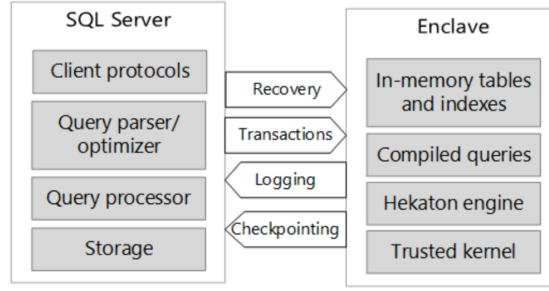 SQL Server
Client protocols
Query parser/
optimizer
Query processor
Storage
Recovery
Transactions
Logging
Checkpointing
Enclave
In-memory tables
and indexes
Compiled queries
Hekaton engine
Trusted kernel